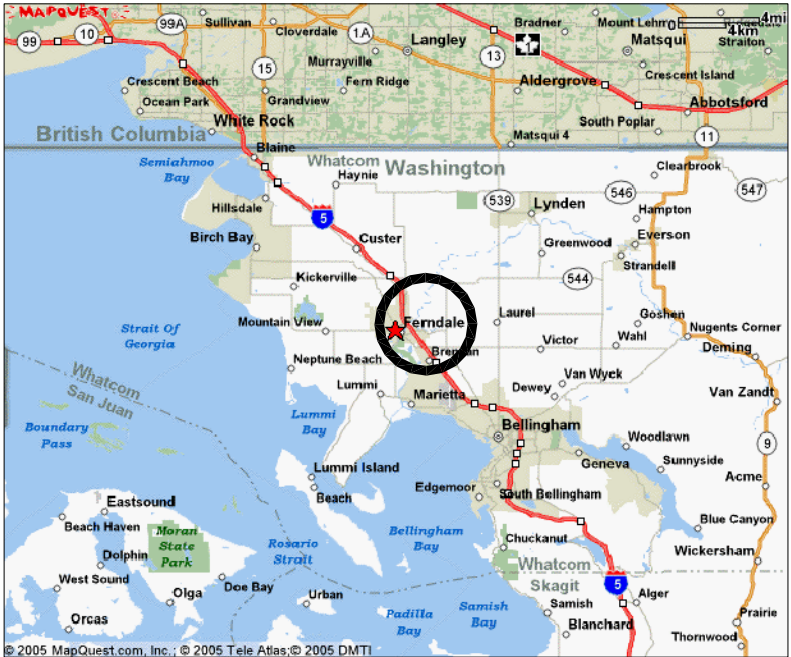 MAPQUEST
99
10
99A
Sullivan
Cloverdale
1A
Langley
Bradner
Mount Lehm
4mi
4km
Straiton
Matsqui
1
13
Murrayville
15
Crescent Beach
Fern Ridge
Crescent Island
Aldergrove
Ocean Park
Grandview
Abbotsford
White Rock
South Poplar
British Columbia
Matsqui 4
11
Blaine
Semiahmoo
Bay
Whatcom
Washington
Haynie
Clearbrook
546
547
539
Lynden
Hillsdale
5
Hampton
Birch Bay
Custer
Greenwood
Everson
Strandell
Kickerville
544
Mountain View
Ferndale
Laurel
Goshen
Strait Of
Georgia
Victor
Wahl
Nugents Corner
Deming
Neptune Beach
Brennan
Whatcom
San Juan
Lummi
Marietta
Dewey
Van Wyck
Van Zandt
Lummi
Bay
Boundary
Pass
Bellingham
Woodlawn
9
Geneva
Sunnyside
Lummi Island
Acme
Beach
Edgemoor
South Bellingham
Eastsound
Beach Haven
Moran
State
Park
Bellingham
Bay
Blue Canyon
Rosario
Strait
Chuckanut
Wickersham
Dolphin
Whatcom
Skagit
West Sound
Doe Bay
5
Olga
Urban
Alger
Samish
Bay
Samish
Padilla
Bay
Orcas
Blanchard
Prairie
Thornwood
© 2005 MapQuest.com, Inc.; © 2005 Tele Atlas;© 2005 DMTI